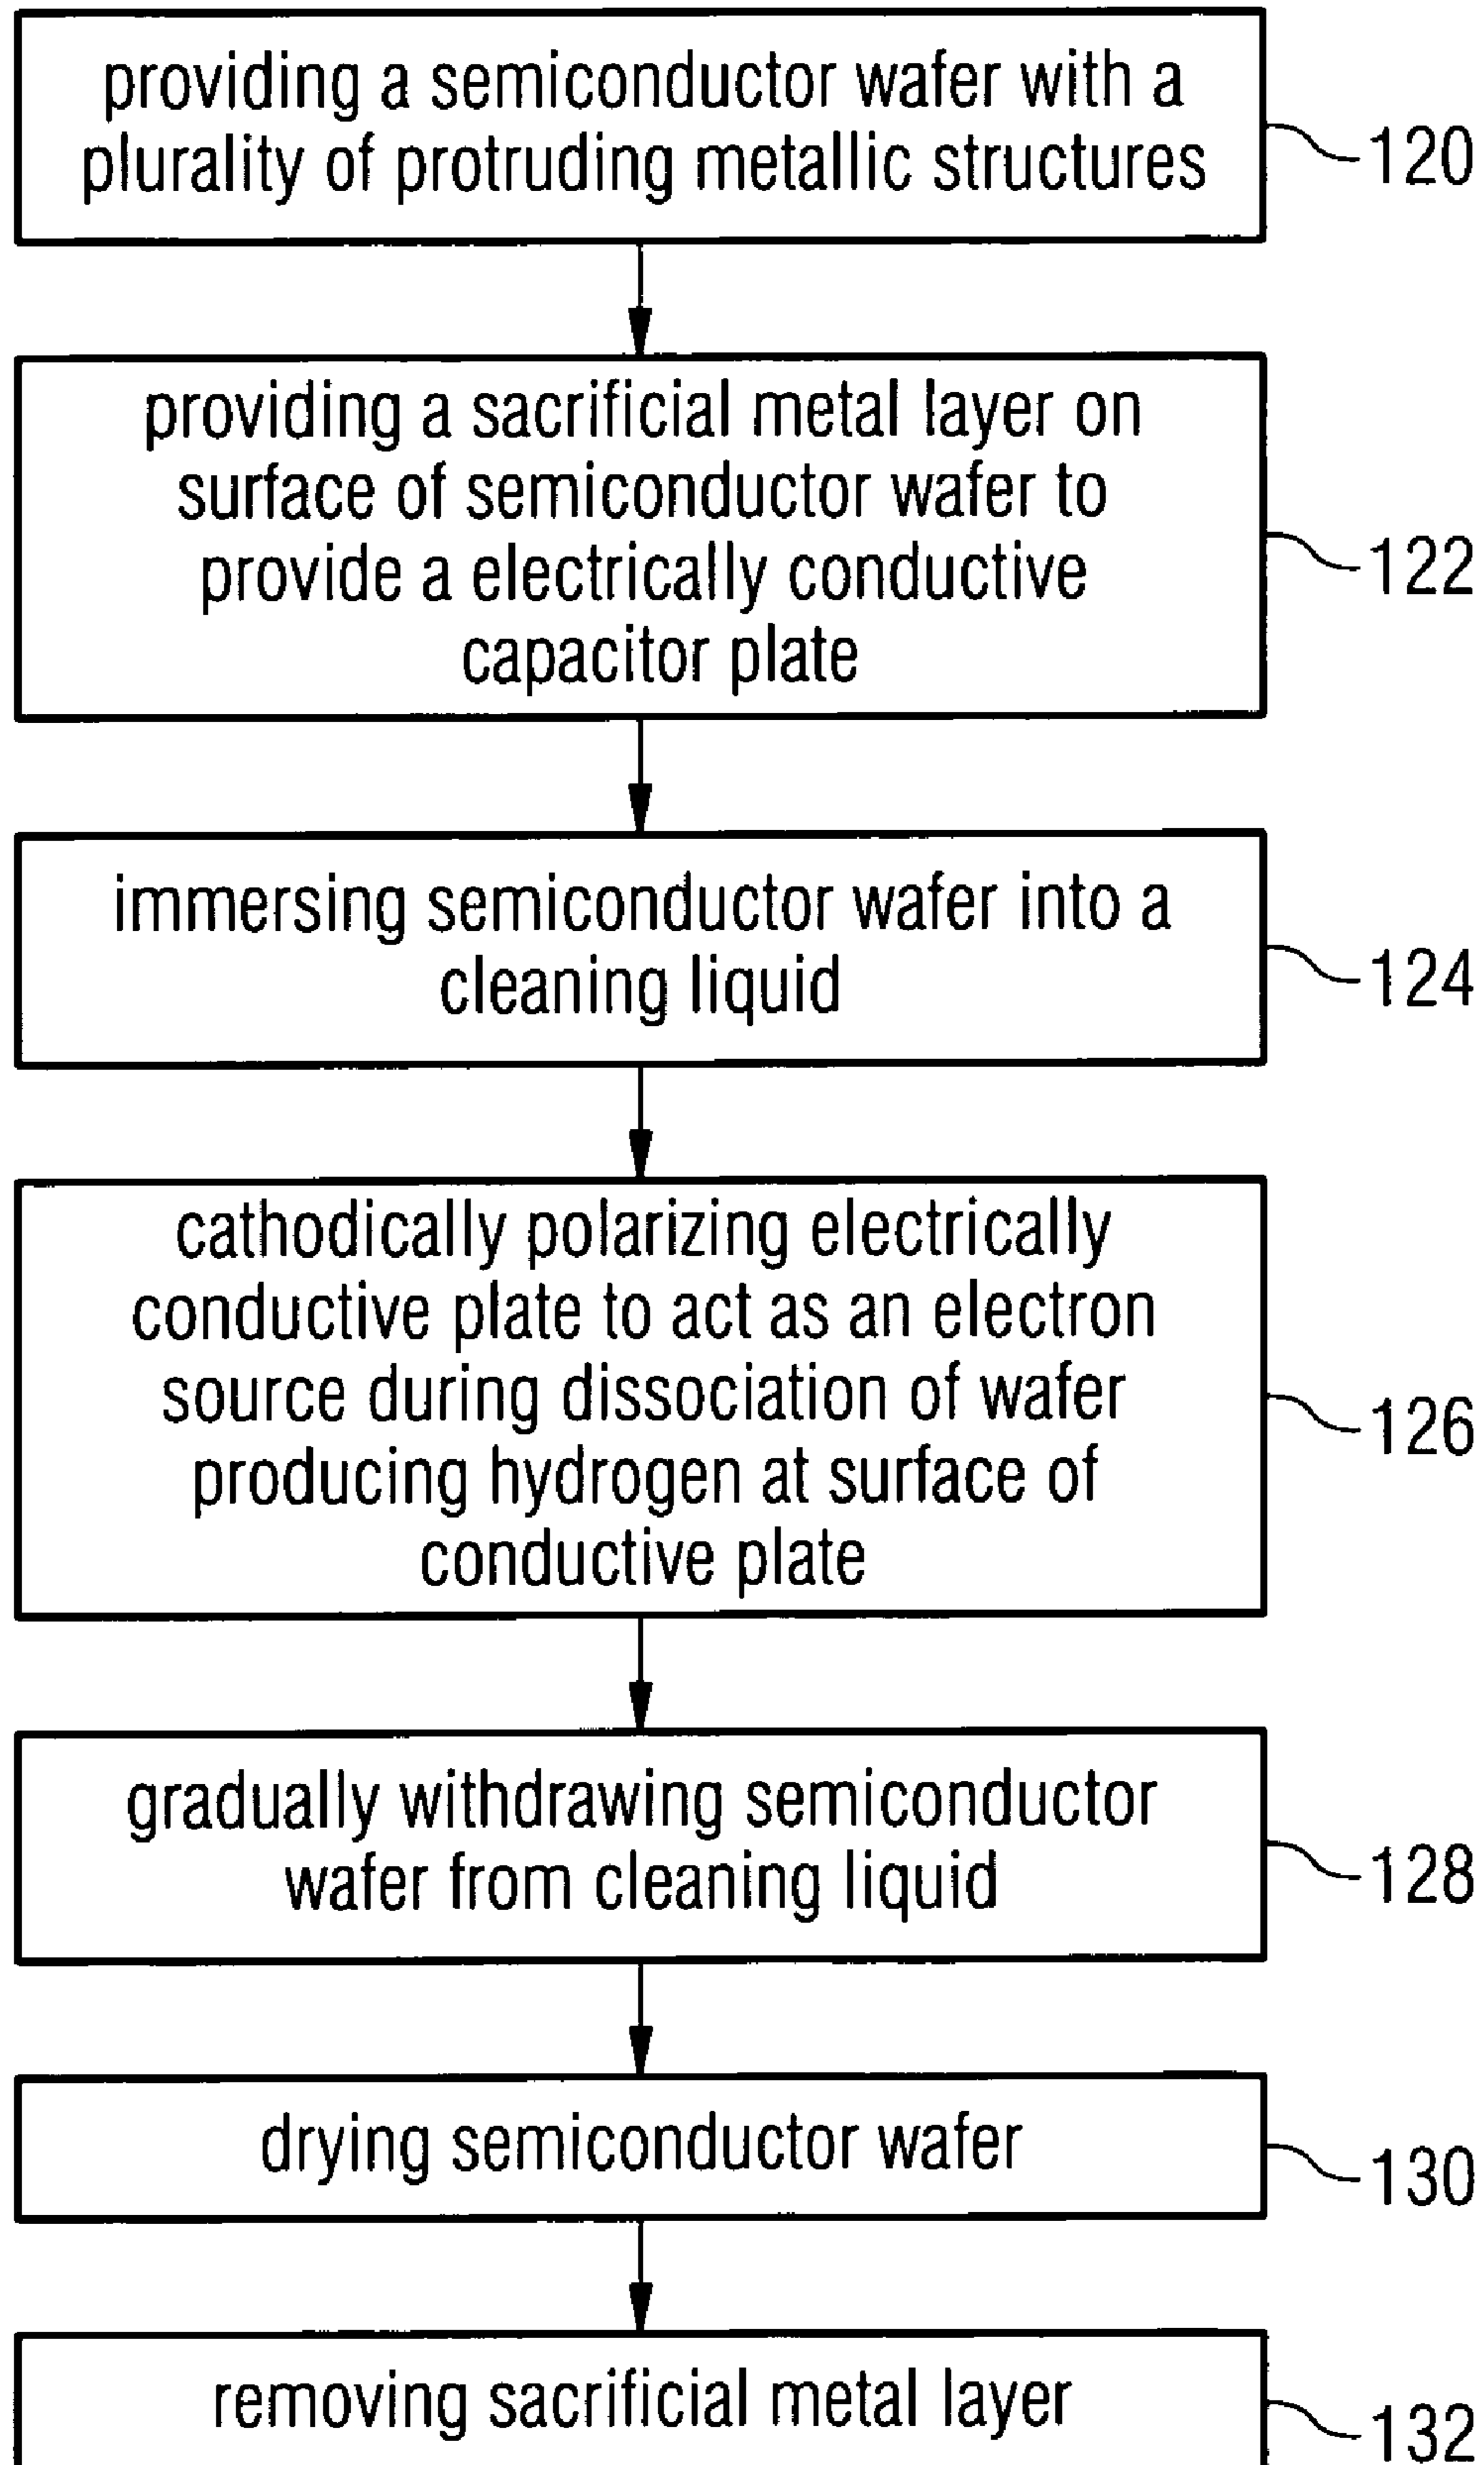 providing a semiconductor wafer with a
plurality of protruding metallic structures
120
providing a sacrificial metal layer on
surface of semiconductor wafer to
provide a electrically conductive
capacitor plate
122
immersing semiconductor wafer into a
cleaning liquid
124
cathodically polarizing electrically
conductive plate to act as an electron
source during dissociation of wafer
producing hydrogen at surface of
conductive plate
126
gradually withdrawing semiconductor
wafer from cleaning liquid
128
drying semiconductor wafer
130
removing sacrificial metal layer
132